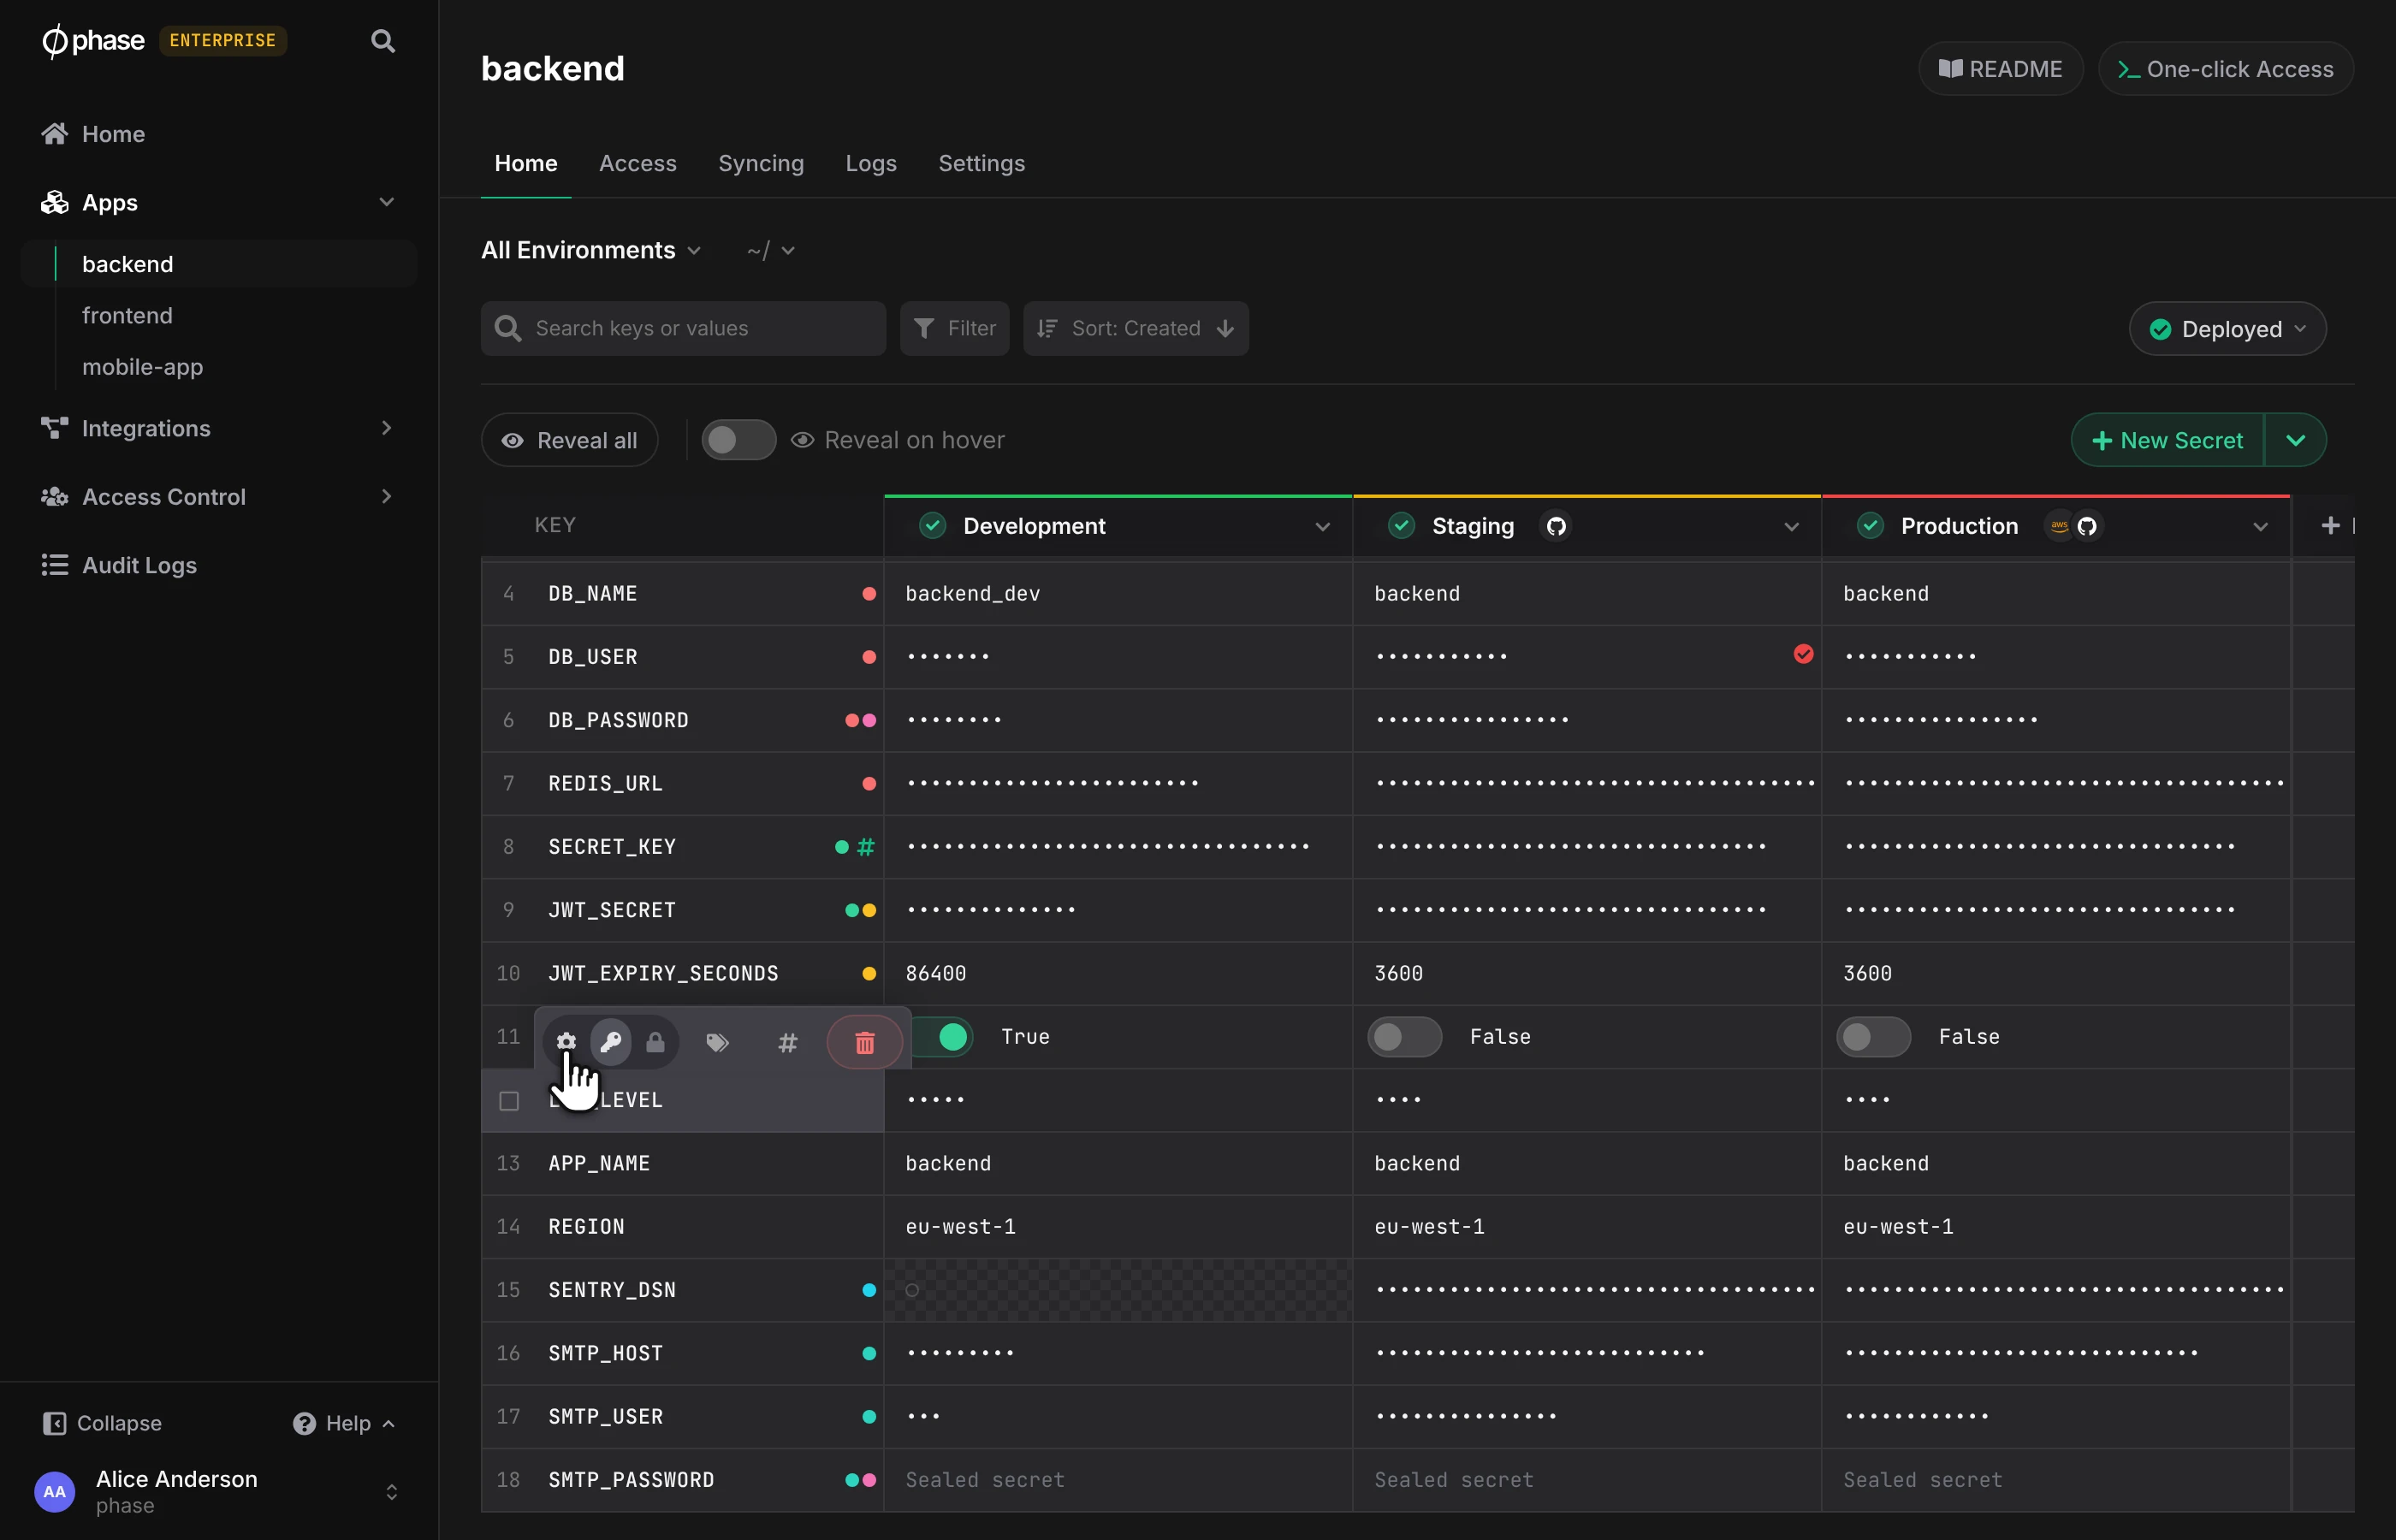 phase ENTERPRISE
Home
Apps
backend
frontend
mobile-app
Integrations
Access Control
Audit Logs
Collapse
Help
AA
Alice Anderson
phase
backend
README
One-click Access
Home Access Syncing Logs Settings
All Environments ~/
Search keys or values
Filter
Sort: Created
Deployed
Reveal all
Reveal on hover
+ New Secret
KEY Development Staging aws Production
4 DB_NAME backend_dev backend backend
5 DB_USER
6 DB_PASSWORD
7 REDIS_URL
8 SECRET_KEY #
9 JWT_SECRET
10 JWT_EXPIRY_SECONDS 86400 3600 3600
11 # True False False
LEVEL
13 APP_NAME backend backend backend
14 REGION eu-west-1 eu-west-1 eu-west-1
15 SENTRY_DSN
16 SMTP_HOST
17 SMTP_USER
18 SMTP_PASSWORD Sealed secret Sealed secret Sealed secret